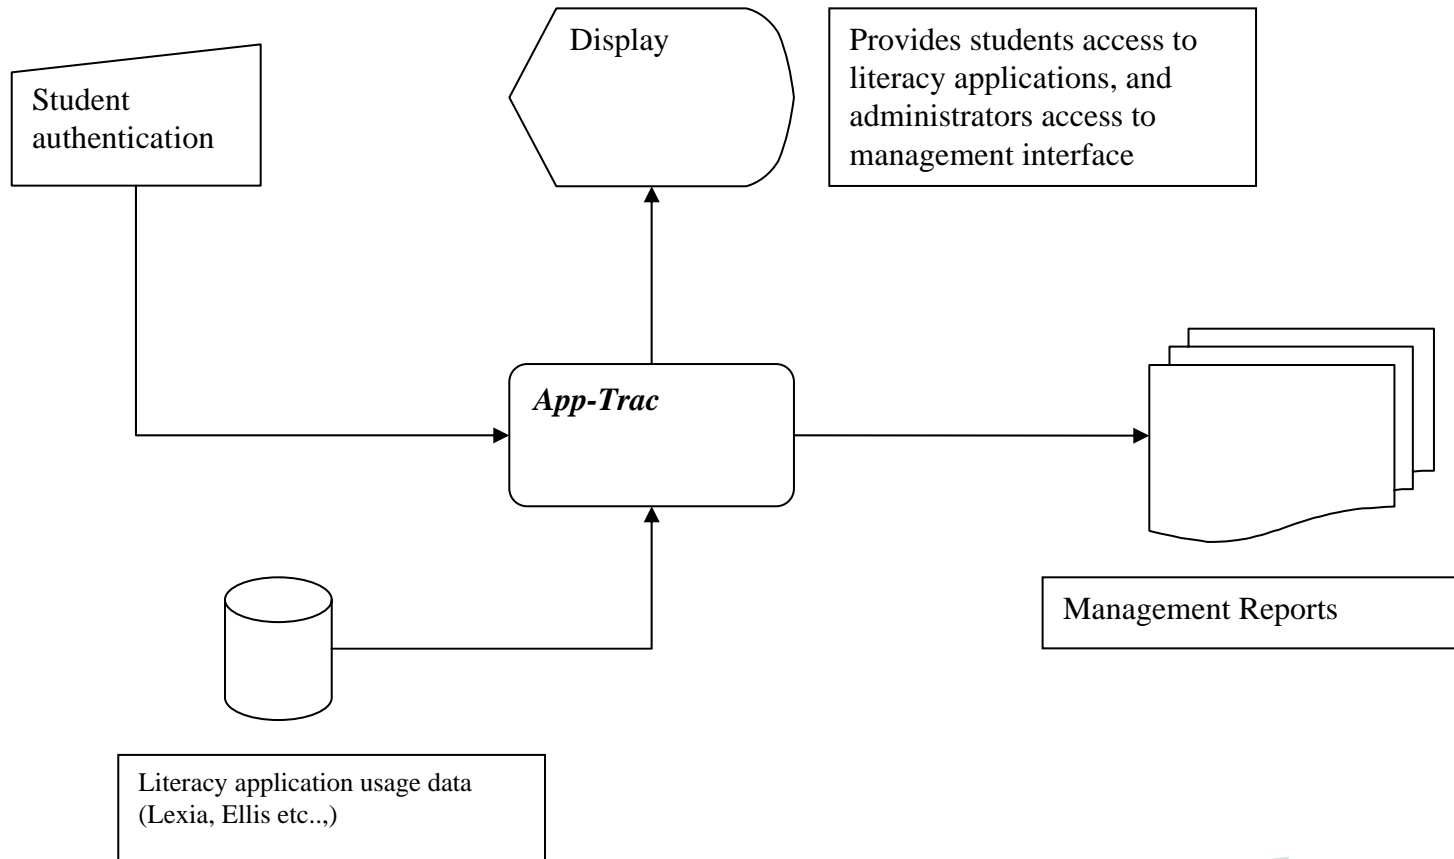 Display
Provides students access to
literacy applications, and
administrators access to
management interface
Student
authentication
App-Trac
Management Reports
Literacy application usage data
(Lexia, Ellis etc..,)